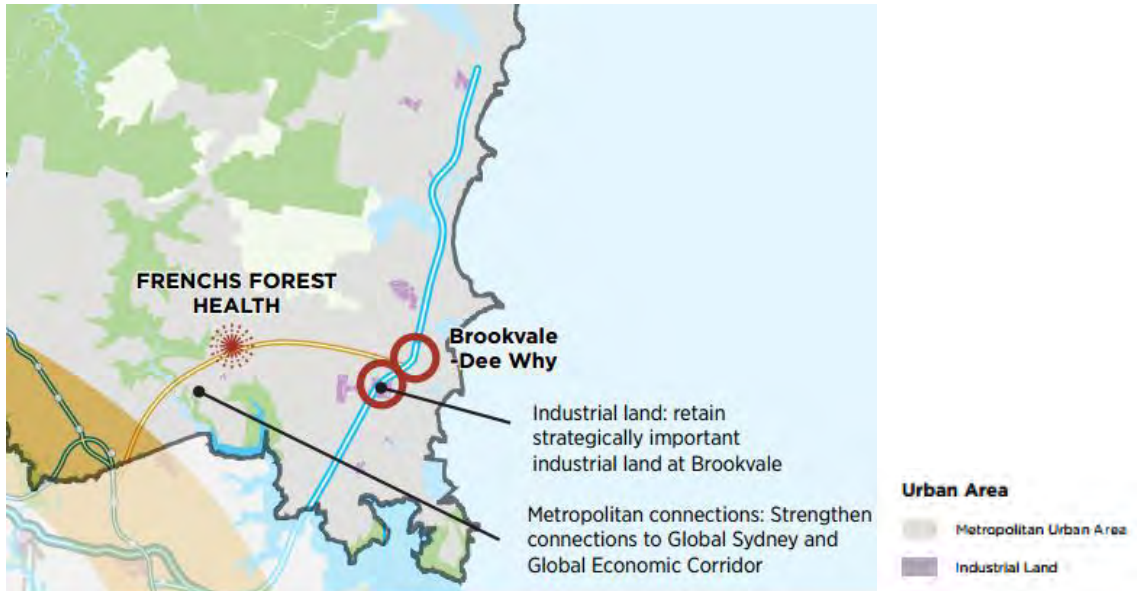 FRENCHS FOREST
HEALTH
Brookvale
-Dee Why
Industrial land: retain
strategically important
industrial land at Brookvale
Metropolitan connections: Strengthen
connections to Global Sydney and
Global Economic Corridor
Urban Area
Metropolitan Urban Area
Industrial Land